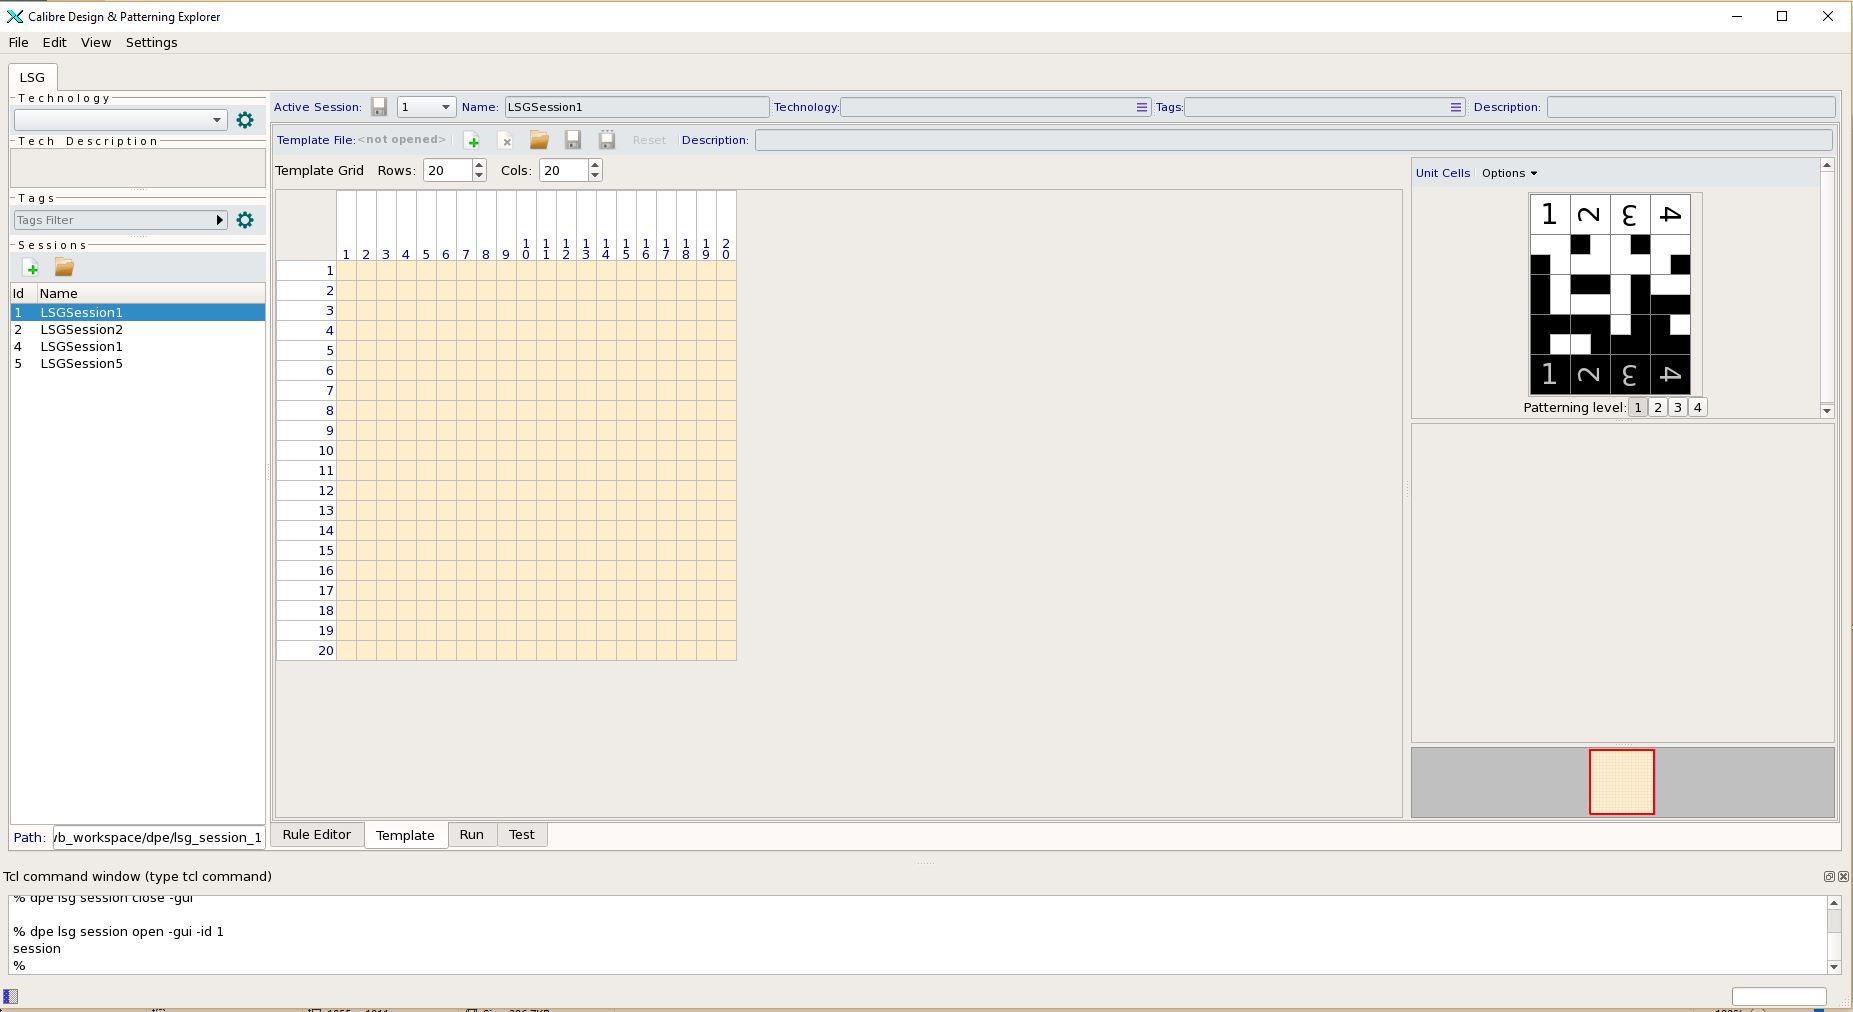 Calibre Design & Patterning Explorer
File Edit View Settings
LSG
Technology
Tech Description
Tags
Tags Filter
Sessions
Id Name
1 LSGSession1
2 LSGSession2
4 LSGSession1
5 LSGSession5
Path: /b_workspace/dpe/lsg_session_1
Active Session: 1 Name: LSGSession1 Technology: Tags: Description:
Template File: <not opened> Reset Description:
Template Grid Rows: 20 Cols: 20
1 2 3 4 5 6 7 8 9 10 11 12 13 14 15 16 17 18 19 20
1
2
3
4
5
6
7
8
9
10
11
12
13
14
15
16
17
18
19
20
Unit Cells Options
1 2 3 4
1 2 3 4
Patterning level: 1 2 3 4
Rule Editor Template Run Test
Tcl command window (type tcl command)
% dpe lsg session close -gui
% dpe lsg session open -gui -id 1
session
%